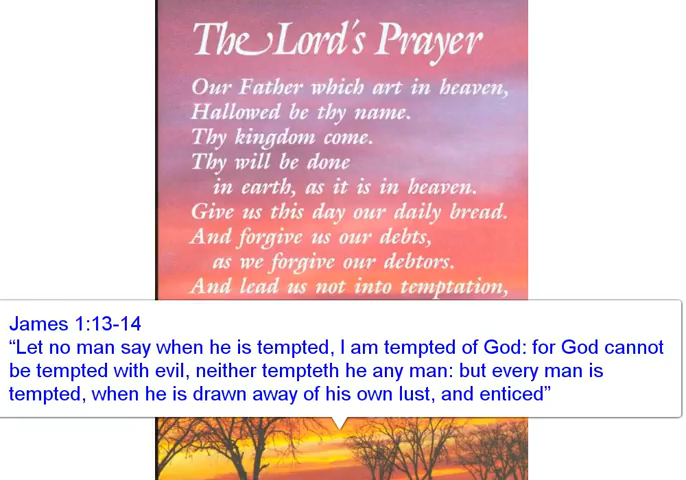 The Lord's Prayer
Our Father which art in heaven,
Hallowed be thy name.
Thy kingdom come.
Thy will be done
in earth, as it is in heaven.
Give us this day our daily bread.
And forgive us our debts,
as we forgive our debtors.
And lead us not into temptation,
James 1:13-14
“Let no man say when he is tempted, I am tempted of God: for God cannot
be tempted with evil, neither tempteth he any man: but every man is
tempted, when he is drawn away of his own lust, and enticed”